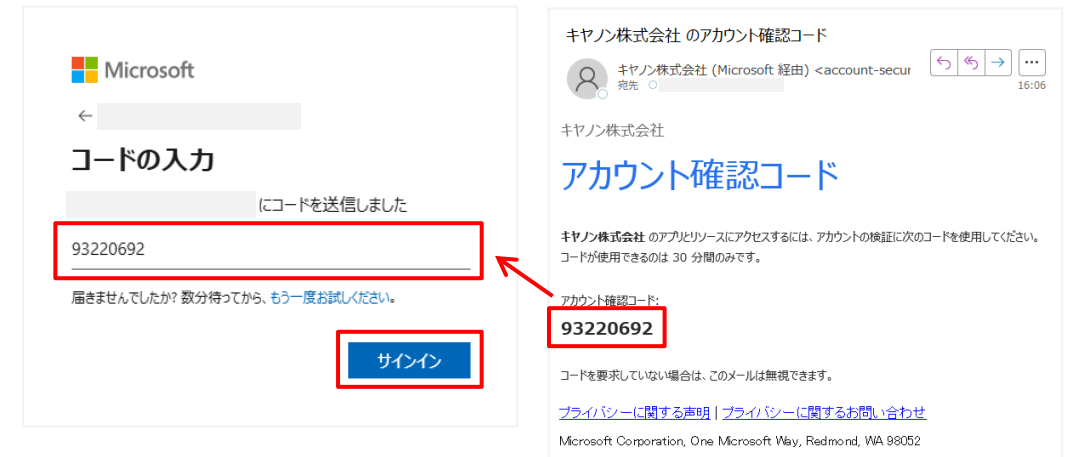 Microsoft
←
コードの入力
にコードを送信しました
93220692
届きませんでしたか? 数分待ってから、もう一度お試しください。
サインイン
キヤノン株式会社 のアカウント確認コード
キヤノン株式会社 (Microsoft 経由) <account-secur
宛先
16:06
キヤノン株式会社
アカウント確認コード
キヤノン株式会社 のアプリとリソースにアクセスするには、アカウントの検証に次のコードを使用してください。
コードが使用できるのは 30 分間のみです。
アカウント確認コード:
93220692
コードを要求していない場合は、このメールは無視できます。
プライバシーに関する声明 | プライバシーに関するお問い合わせ
Microsoft Corporation, One Microsoft Way, Redmond, WA 98052